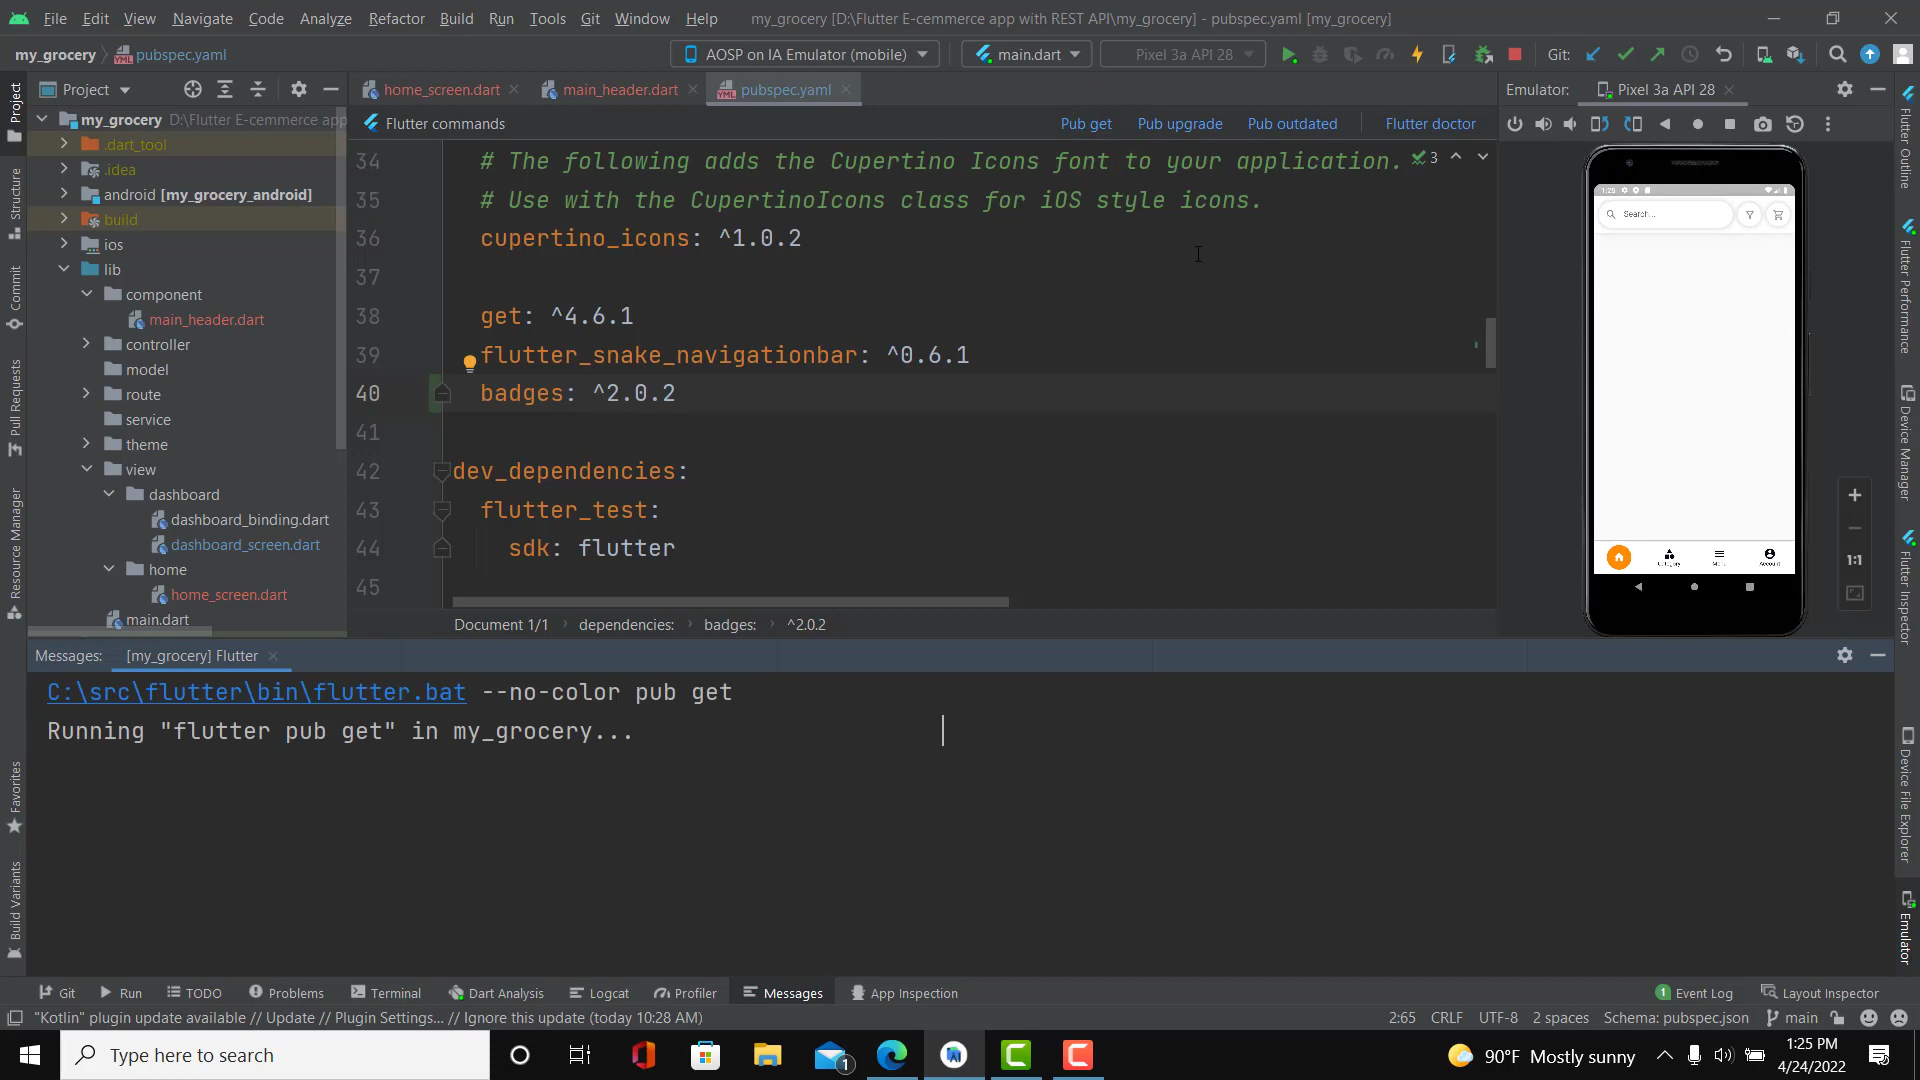 File Edit View Navigate Code Analyze Refactor Build Run Tools Git Window Help my_grocery [D:\Flutter E-cemmerce app with REST API\my_grocery] - pubspec.yaml [my_grocery]
my_grocery pubspec.yaml AOSP on IA Emulator (mobile) main.dart Pixel 3a API 28 Git:
Project home_screen.dart main_header.dart pubspec.yaml Emulator: Pixel 3a API 28
my_grocery D:\Flutter E-cemmerce app
Flutter commands Pub get Pub upgrade Pub outdated Flutter doctor
.dart_tool
.idea
android [my_grocery_android]
build
ios
lib
component
main_header.dart
controller
model
route
service
theme
view
dashboard
dashboard_binding.dart
dashboard_screen.dart
home
home_screen.dart
main.dart
34 # The following adds the Cupertino Icons font to your application. 3
35 # Use with the CupertinoIcons class for iOS style icons.
36 cupertino_icons: ^1.0.2
37
38 get: ^4.6.1
39 flutter_snake_navigationbar: ^0.6.1
40 badges: ^2.0.2
41
42 dev_dependencies:
43 flutter_test:
44 sdk: flutter
45
Document 1/1 dependencies: badges: ^2.0.2
1:25
Search...
Category Menu Account
1:1
Messages: [my_grocery] Flutter
C:\src\flutter\bin\flutter.bat --no-color pub get
Running "flutter pub get" in my_grocery...
Project
Structure
Commit
Pull Requests
Resource Manager
Favorites
Build Variants
Flutter Outline
Flutter Performance
Device Manager
Flutter Inspector
Device File Explorer
Emulator
Git Run TODO Problems Terminal Dart Analysis Logcat Profiler Messages App Inspection 1 Event Log Layout Inspector
"Kotlin" plugin update available // Update // Plugin Settings... // Ignore this update (today 10:28 AM) 2:65 CRLF UTF-8 2 spaces Schema: pubspec.json main
Type here to search 1 90°F Mostly sunny 1:25 PM
4/24/2022